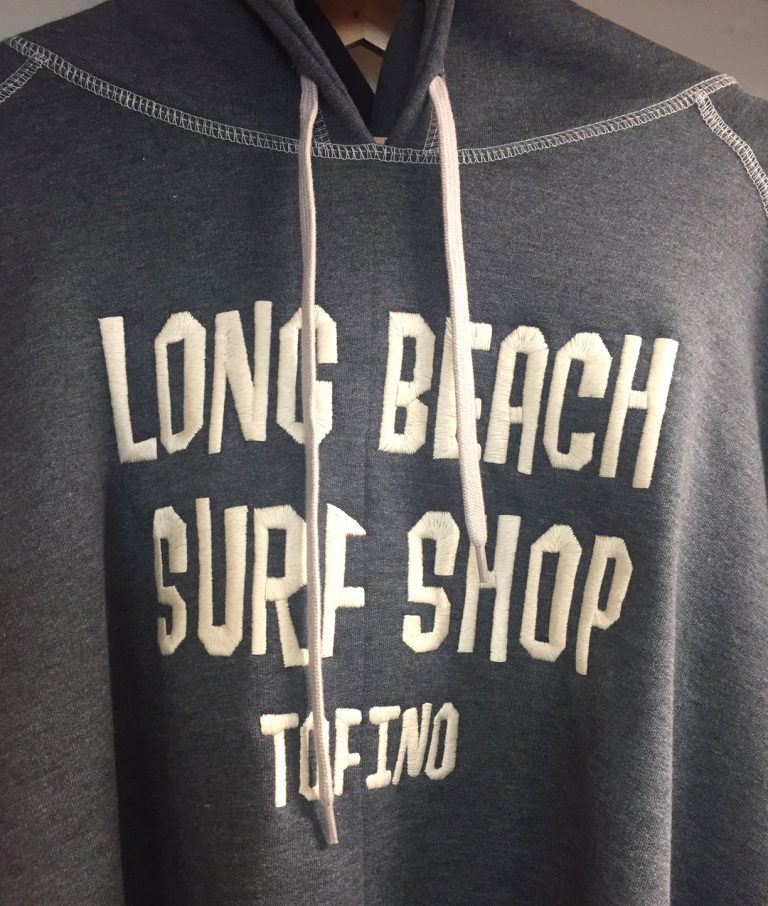 LONG BEACH
SURF SHOP
TOFINO